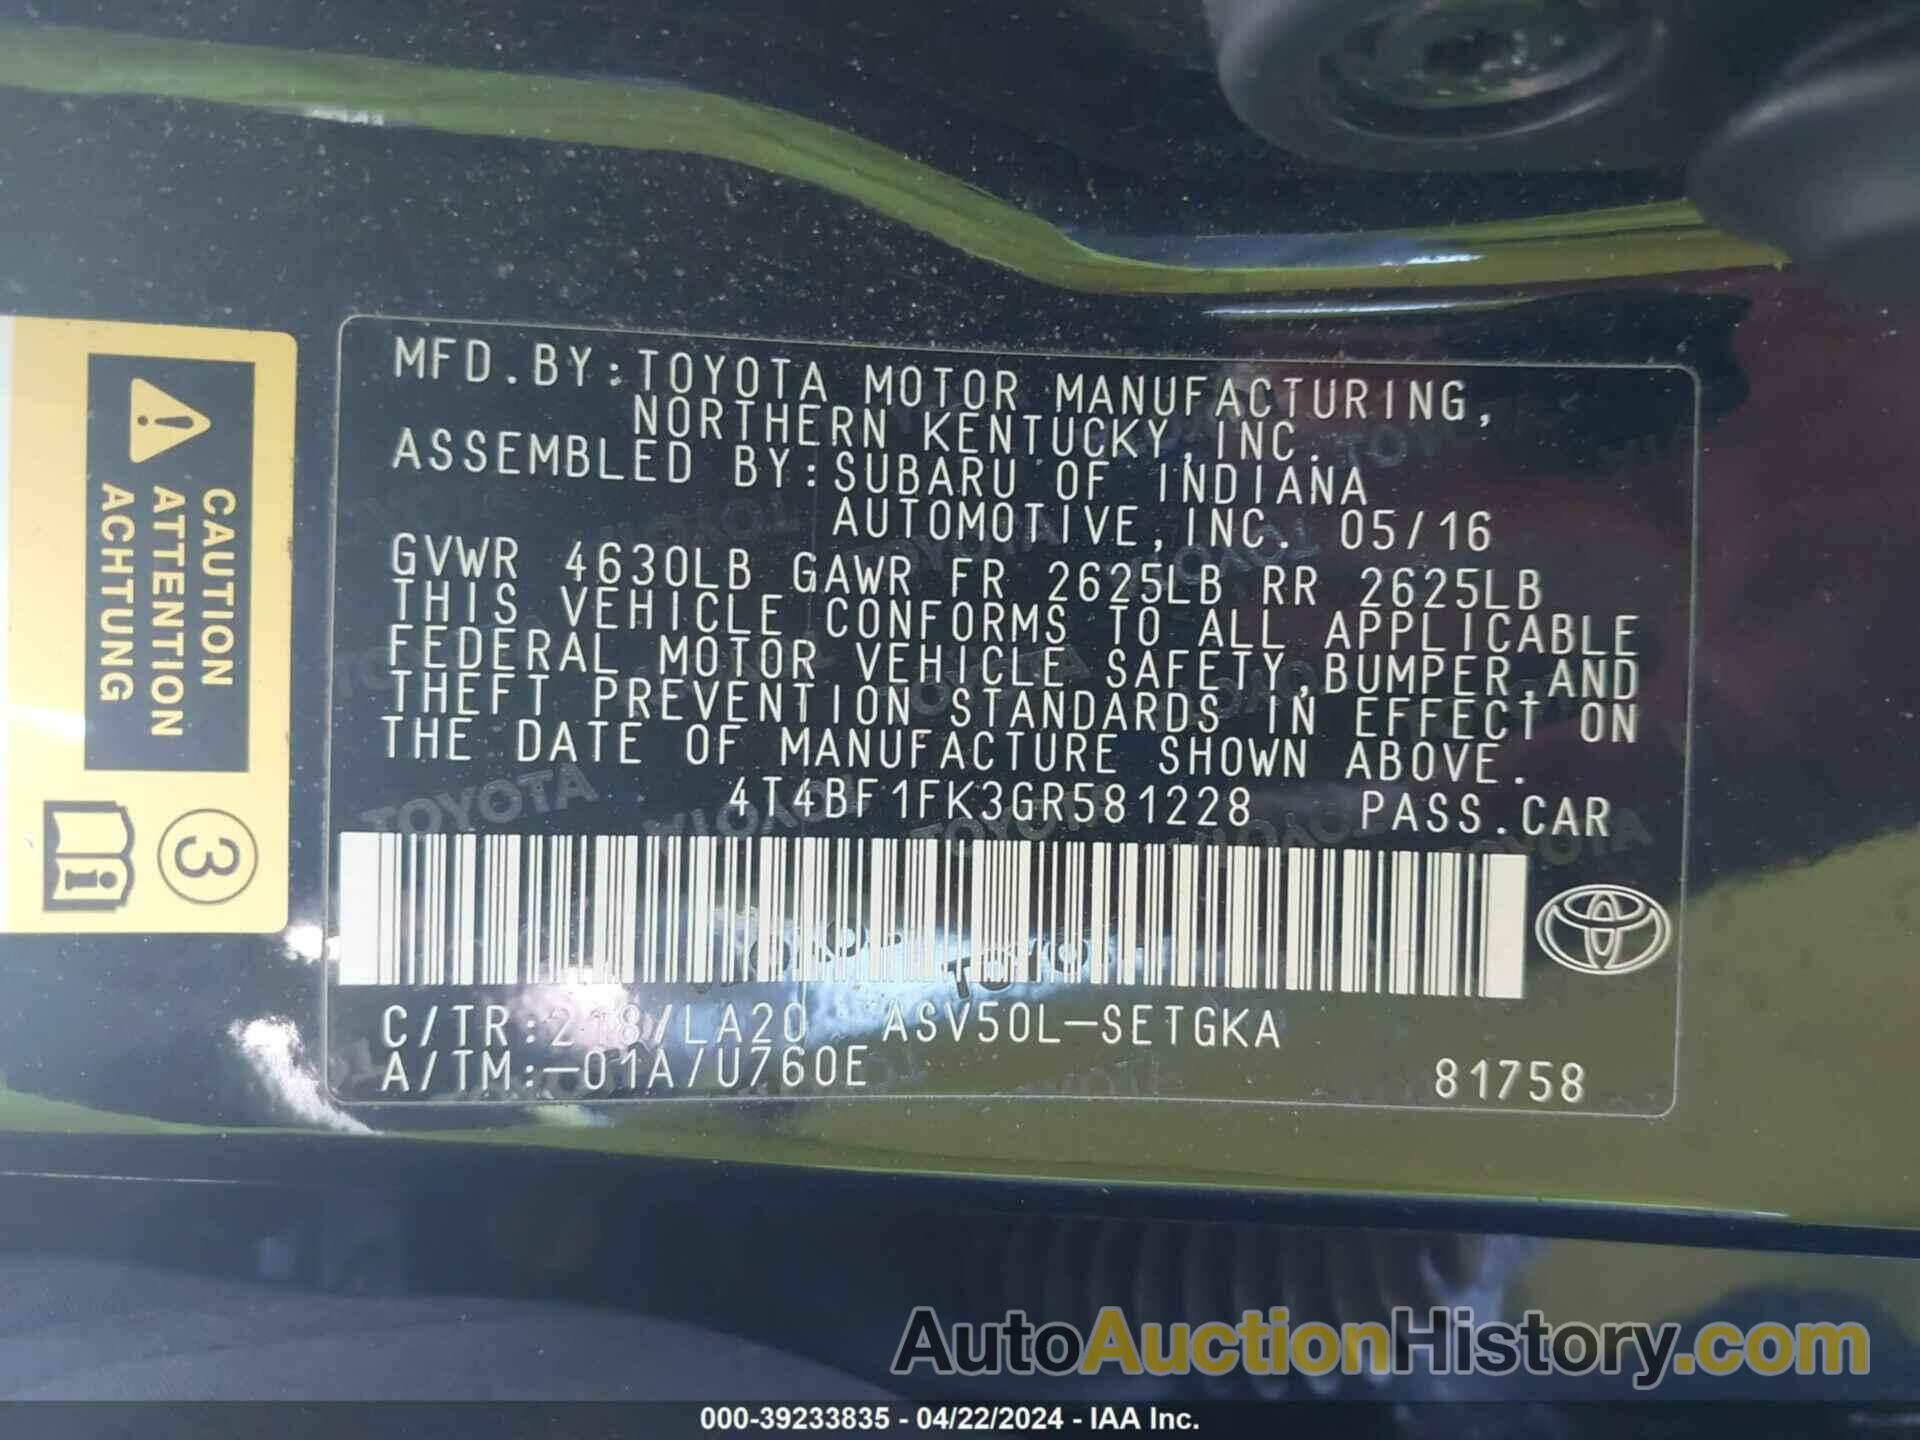 MFD.BY:TOYOTA MOTOR MANUFACTURING,
NORTHERN KENTUCKY,INC.
ASSEMBLED BY:SUBARU OF INDIANA
AUTOMOTIVE,INC. 05/16
GVWR 4630LB GAWR FR 2625LB RR 2625LB
THIS VEHICLE CONFORMS TO ALL APPLICABLE
FEDERAL MOTOR VEHICLE SAFETY,BUMPER,AND
THEFT PREVENTION STANDARDS IN EFFECT ON
THE DATE OF MANUFACTURE SHOWN ABOVE.
4T4BF1FK3GR581228 PASS.CAR
C/TR:218/LA20 ASV50L-SETGKA
A/TM:-01A/U760E 81758
CAUTION
ATTENTION
ACHTUNG
3
AutoAuctionHistory.com
000-39233835 - 04/22/2024 - IAA Inc.